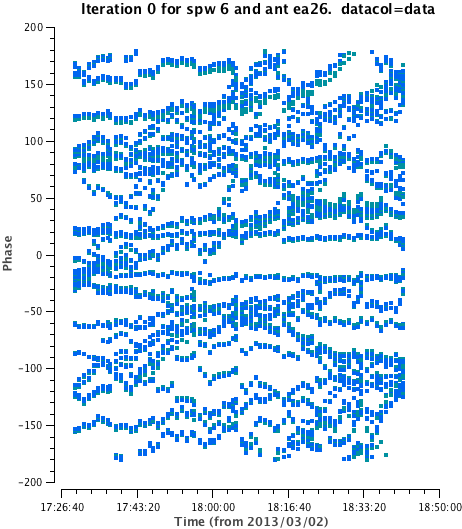 Iteration 0 for spw 6 and ant ea26.  datacol=data
200
150
100
50
0
−50
−100
−150
−200
Phase
17:26:40 17:43:20 18:00:00 18:16:40 18:33:20 18:50:00
Time (from 2013/03/02)